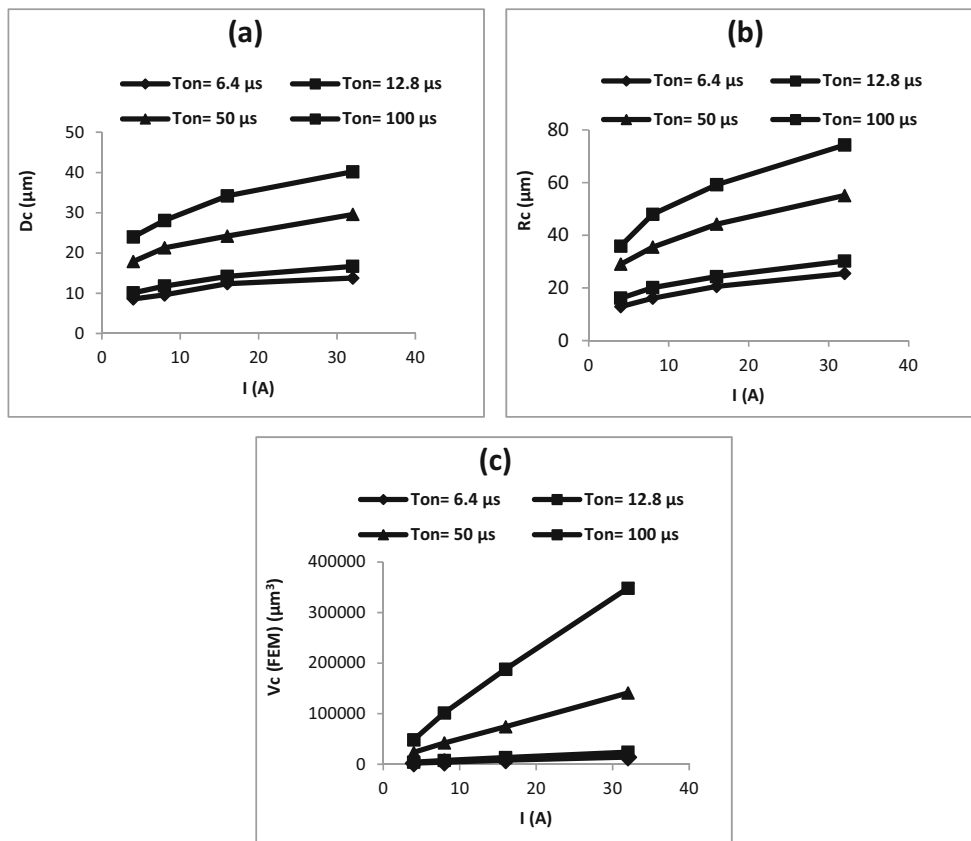 (a)
Ton= 6.4 µs
Ton= 12.8 µs
Ton= 50 µs
Ton= 100 µs
50
40
30
20
10
0
Dc (µm)
0 10 20 30 40
I (A)
(b)
Ton= 6.4 µs
Ton= 12.8 µs
Ton= 50 µs
Ton= 100 µs
80
60
40
20
0
Rc (µm)
0 10 20 30 40
I (A)
(c)
Ton= 6.4 µs
Ton= 12.8 µs
Ton= 50 µs
Ton= 100 µs
400000
300000
200000
100000
0
Vc (FEM) (µm³)
0 10 20 30 40
I (A)